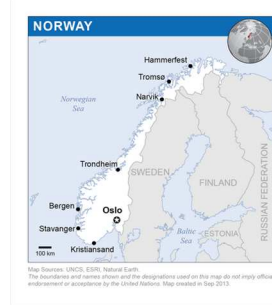 NORWAY
Hammerfest
Tromsø
Narvik
Norwegian
Sea
Trondheim
SWEDEN
FINLAND
RUSSIAN FEDERATION
Bergen
Oslo
Stavanger
Baltic
Sea
ESTONIA
Kristiansand
100 km
Map Sources: UNCS, ESRI, Natural Earth.
The boundaries and names shown and the designations used on this map do not imply official
endorsement or acceptance by the United Nations. Map created in Sep 2013.